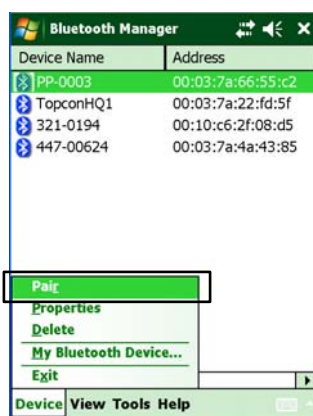 Bluetooth Manager
Device Name Address
PP-0003 00:03:7a:66:55:c2
TopconHQ1 00:03:7a:22:fd:5f
321-0194 00:10:c6:2f:08:d5
447-00624 00:03:7a:4a:43:85
Pair
Properties
Delete
My Bluetooth Device...
Exit
Device View Tools Help